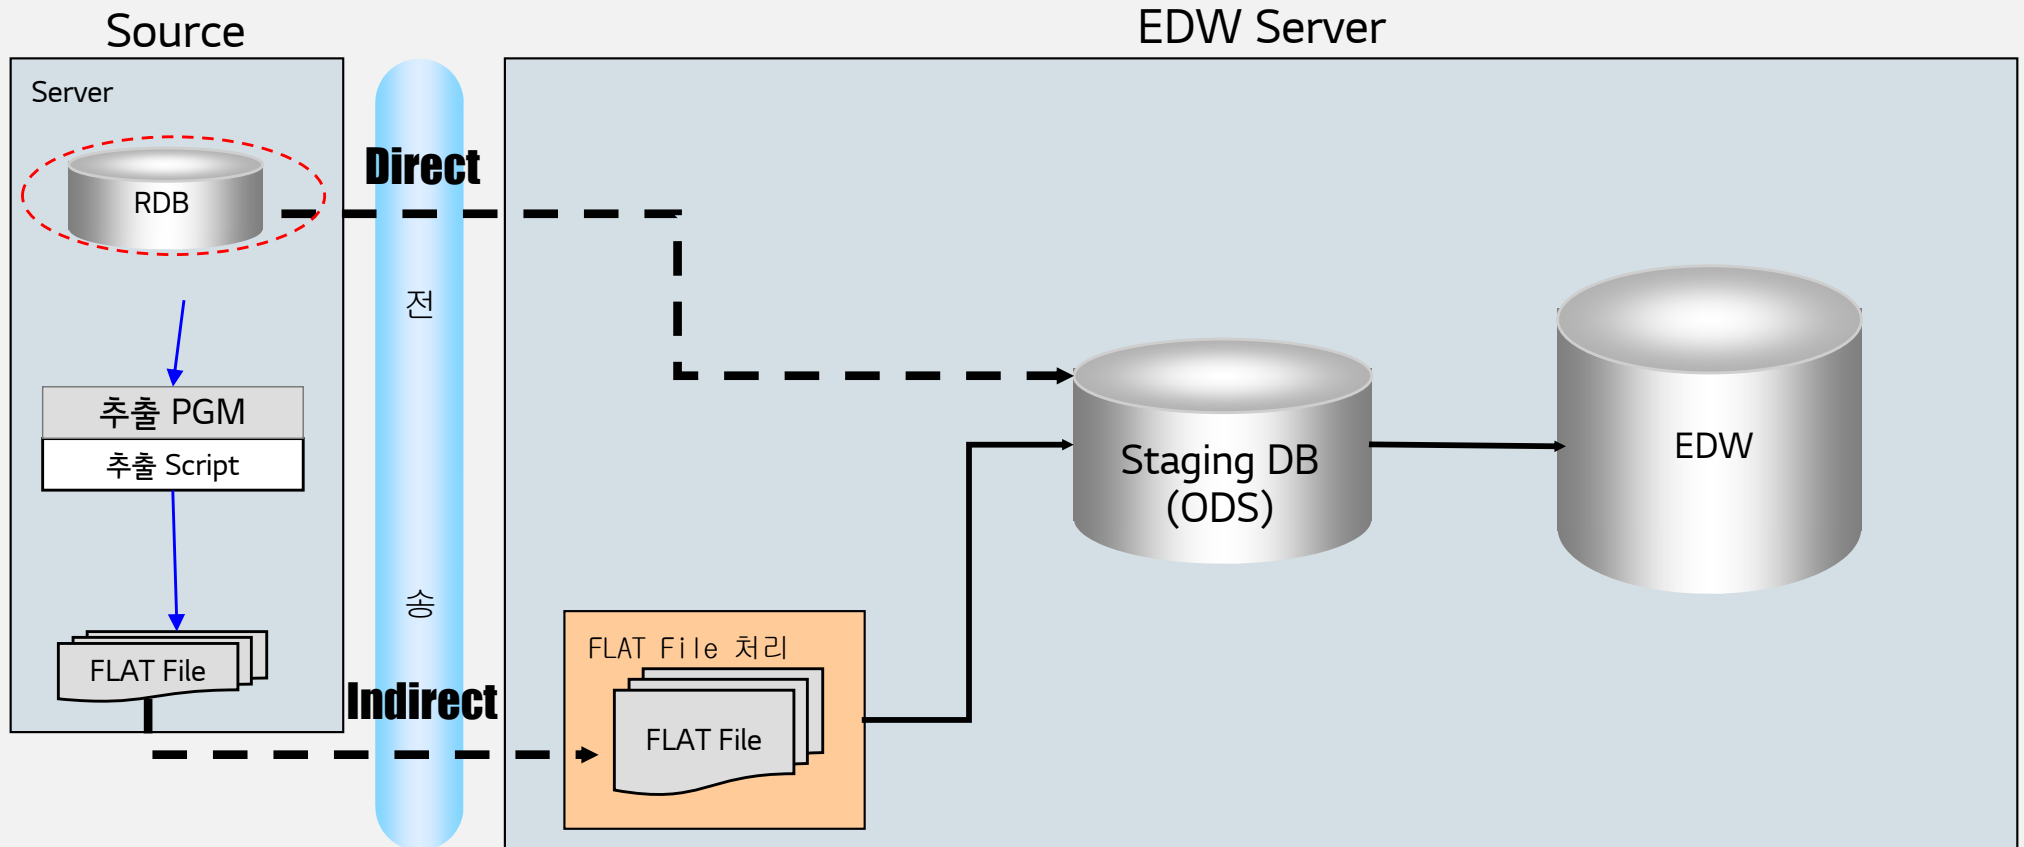 Source
EDW Server
Server
RDB
Direct
전
송
추출 PGM
추출 Script
FLAT File
Indirect
FLAT File 처리
FLAT File
Staging DB
(ODS)
EDW